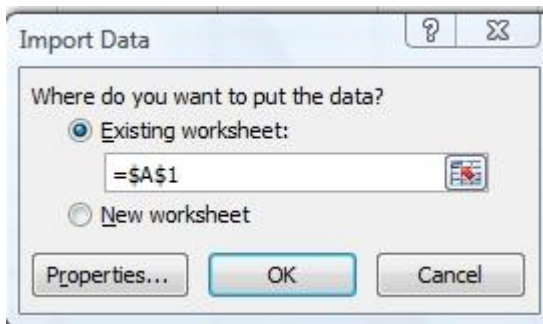 Import Data
?
Where do you want to put the data?
Existing worksheet:
=$A$1
New worksheet
Properties...
OK
Cancel